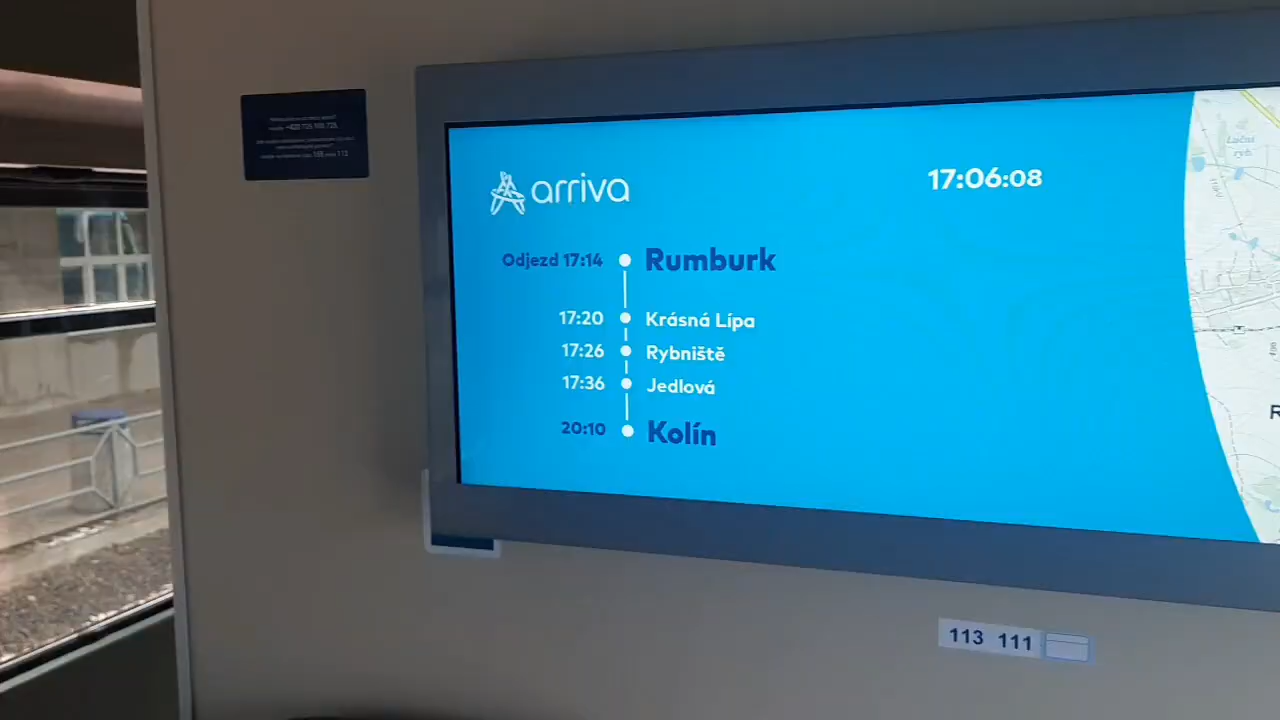 arriva
17:06:08
Odjezd 17:14 Rumburk
17:20 Krásná Lípa
17:26 Rybniště
17:36 Jedlová
20:10 Kolín
113 111